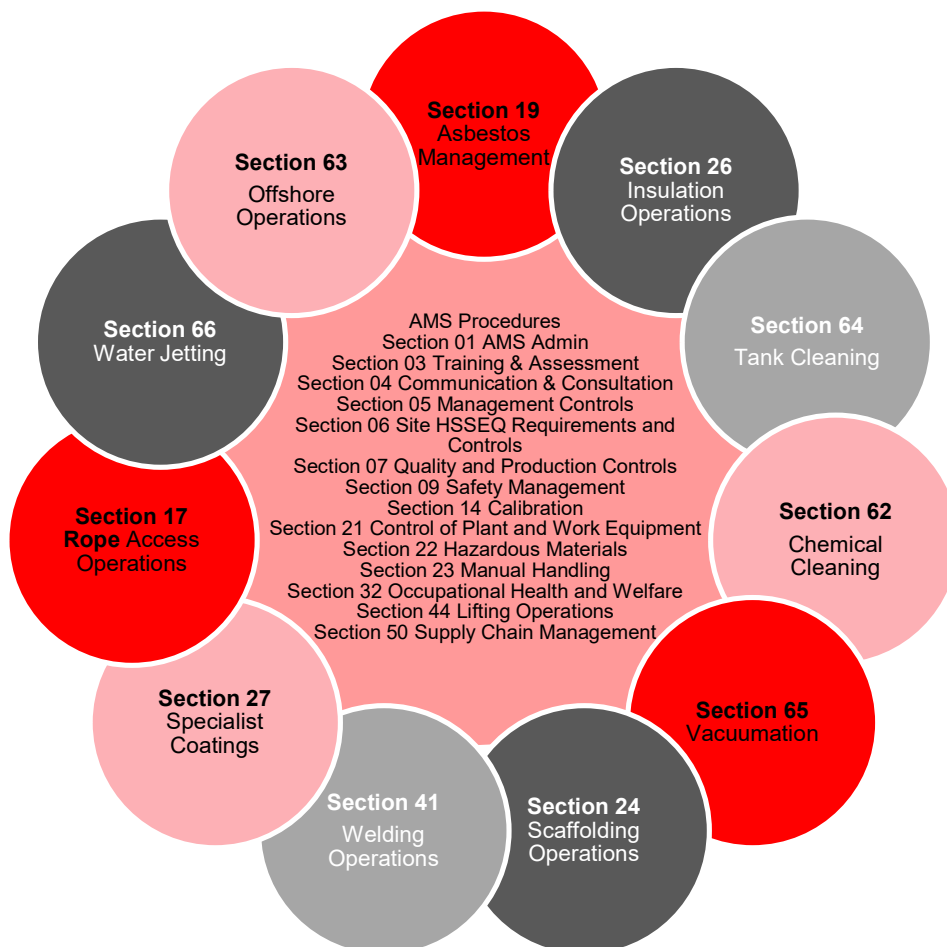 Section 19
Asbestos
Management
Section 26
Insulation
Operations
Section 64
Tank Cleaning
Section 62
Chemical
Cleaning
Section 65
Vacuumation
Section 24
Scaffolding
Operations
Section 41
Welding
Operations
Section 27
Specialist
Coatings
Section 17
Rope Access
Operations
Section 66
Water Jetting
Section 63
Offshore
Operations
AMS Procedures
Section 01 AMS Admin
Section 03 Training & Assessment
Section 04 Communication & Consultation
Section 05 Management Controls
Section 06 Site HSSEQ Requirements and
Controls
Section 07 Quality and Production Controls
Section 09 Safety Management
Section 14 Calibration
Section 21 Control of Plant and Work Equipment
Section 22 Hazardous Materials
Section 23 Manual Handling
Section 32 Occupational Health and Welfare
Section 44 Lifting Operations
Section 50 Supply Chain Management